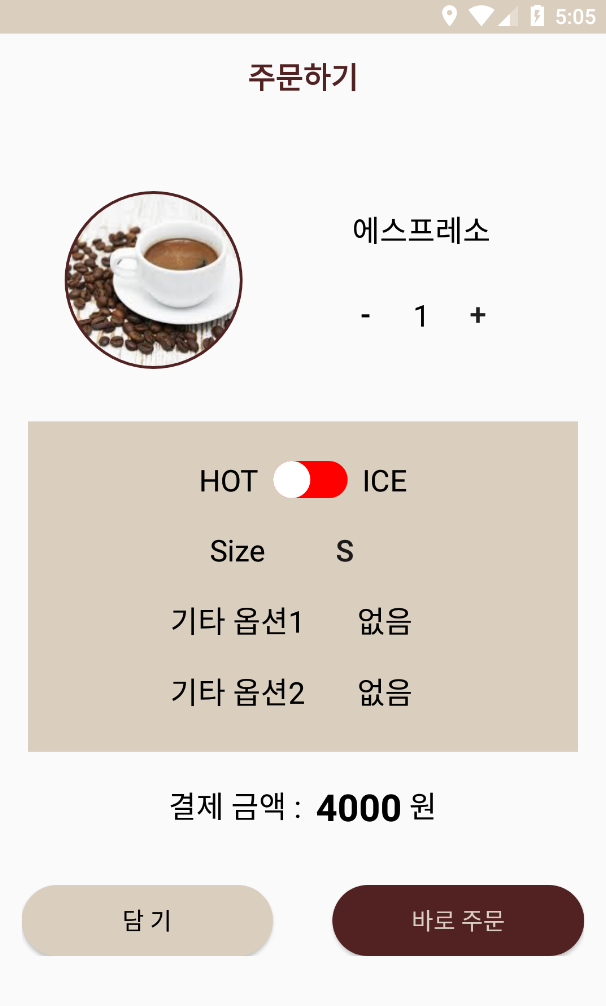 5:05
주문하기
에스프레소
- 1 +
HOT ICE
Size S
기타 옵션1 없음
기타 옵션2 없음
결제 금액 : 4000 원
담 기 바로 주문